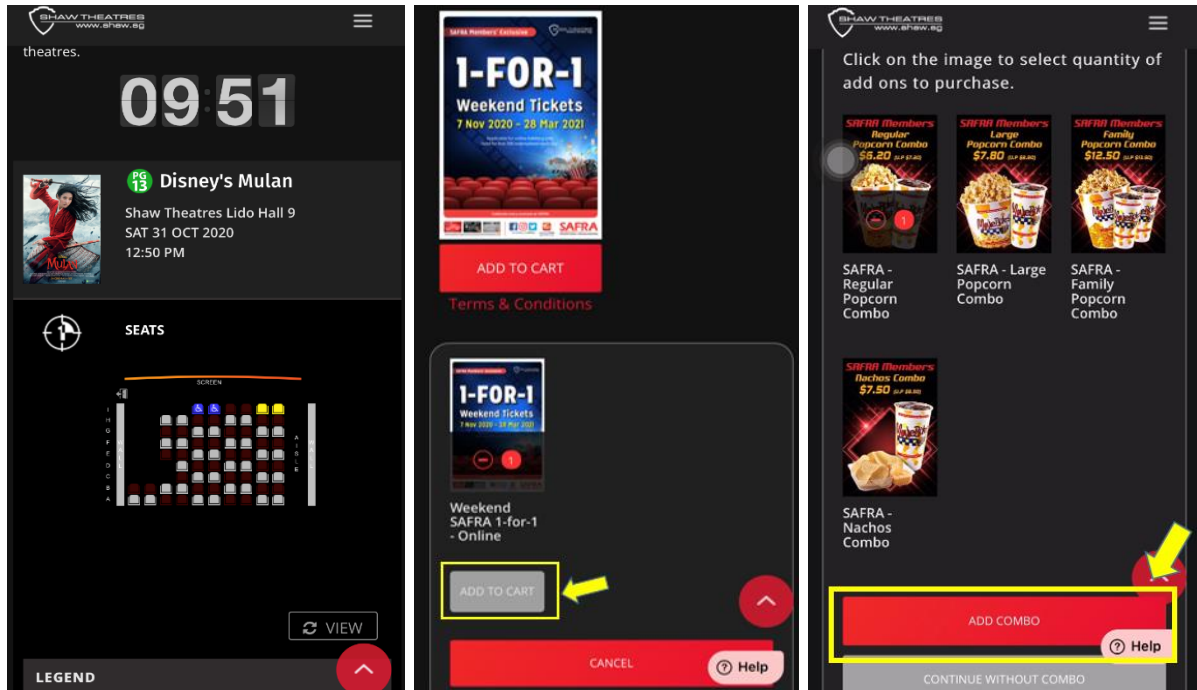 SHAW THEATRES
www.shaw.sg
theatres.
09:51
PG
13
Disney's Mulan
Shaw Theatres Lido Hall 9
SAT 31 OCT 2020
12:50 PM
SEATS
SCREEN
I
H
G
F
E
D
C
B
A
WALL
AISLE
WALL
VIEW
LEGEND
SAFRA Members' Exclusive
1-FOR-1
Weekend Tickets
7 Nov 2020 - 28 Mar 2021
SAFRA
ADD TO CART
Terms & Conditions
1-FOR-1
Weekend Tickets
7 Nov 2020 - 28 Mar 2021
1
Weekend
SAFRA 1-for-1
- Online
ADD TO CART
CANCEL
Help
SHAW THEATRES
www.shaw.sg
Click on the image to select quantity of
add ons to purchase.
SAFRA Members
Regular
Popcorn Combo
$6.20
1
SAFRA -
Regular
Popcorn
Combo
SAFRA Members
Large
Popcorn Combo
$7.80
SAFRA - Large
Popcorn
Combo
SAFRA Members
Family
Popcorn Combo
$12.50
SAFRA -
Family
Popcorn
Combo
SAFRA Members
Nachos Combo
$7.50
SAFRA -
Nachos
Combo
ADD COMBO
Help
CONTINUE WITHOUT COMBO